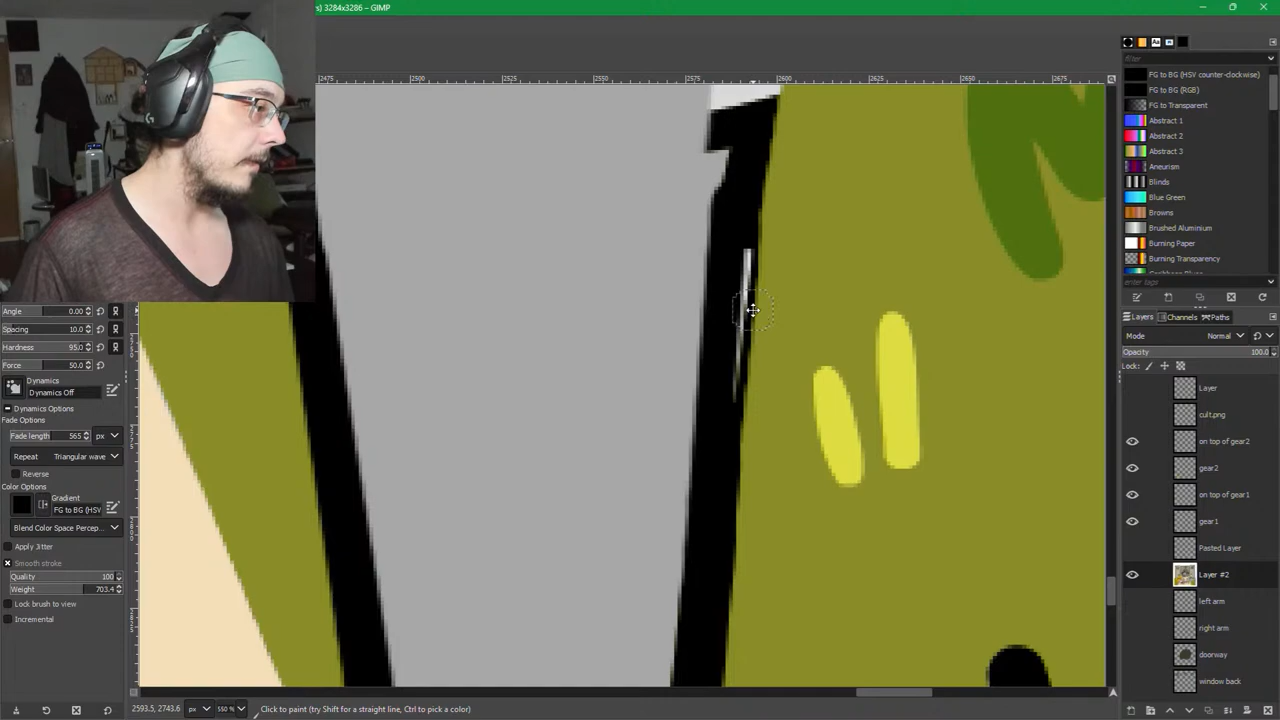 s) 3284x3286 – GIMP
filter
FG to BG (HSV counter-clockwise)
FG to BG (RGB)
FG to Transparent
Abstract 1
Abstract 2
Abstract 3
Aneurism
Blinds
Blue Green
Browns
Brushed Aluminium
Burning Paper
Burning Transparency
enter tags
Layers Channels Paths
Mode Normal
Opacity 100.0
Lock:
Layer
cult.png
on top of gear2
gear2
on top of gear1
gear1
Pasted Layer
Layer #2
left arm
right arm
doorway
window back
2475 2500 2525 2550 2575 2600 2625 2650 2675
Angle 0.00
Spacing 10.0
Hardness 95.0
Force 50.0
Dynamics
Dynamics Off
Dynamics Options
Fade Options
Fade length 565 px
Repeat Triangular wave
Reverse
Color Options
Gradient
FG to BG (HSV
Blend Color Space Percep...
Apply Jitter
Smooth stroke
Quality 100
Weight 703.4
Lock brush to view
Incremental
2593.5, 2743.6 px 550 % Click to paint (try Shift for a straight line, Ctrl to pick a color)